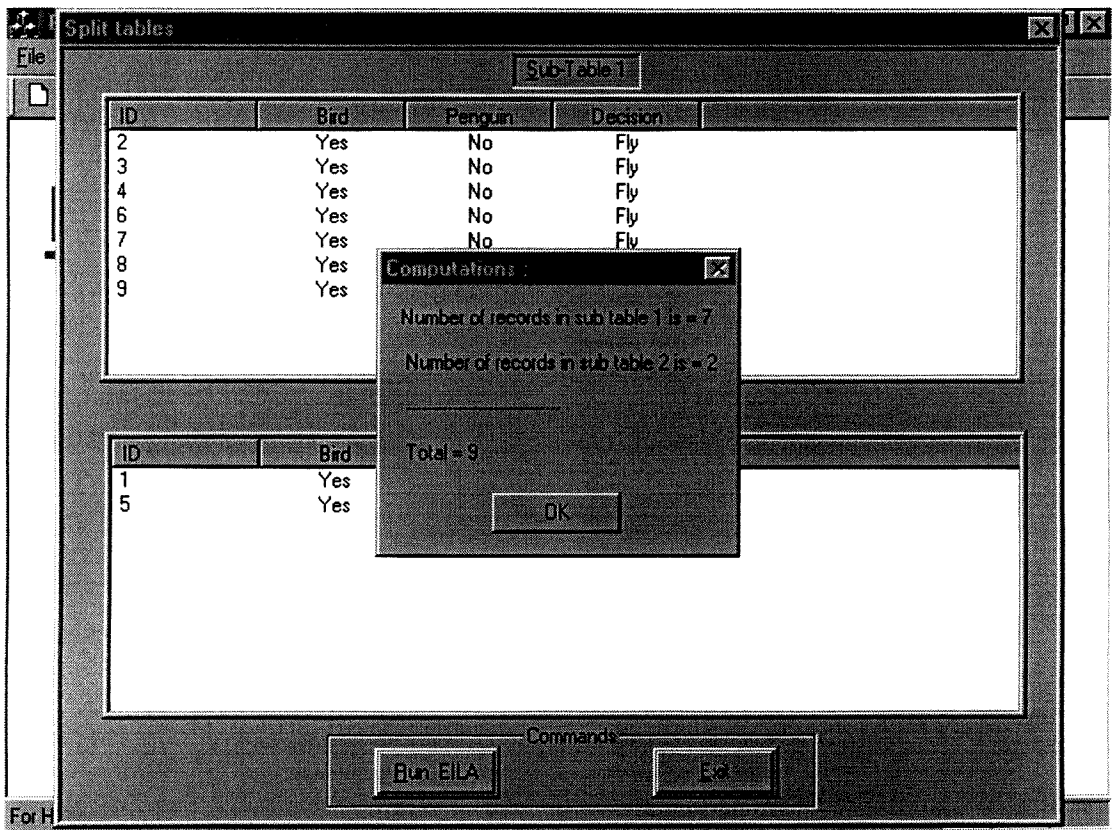 Split tables
File
Sub-Table 1
ID Bird Penguin Decision
2 Yes No Fly
3 Yes No Fly
4 Yes No Fly
6 Yes No Fly
7 Yes No Fly
8 Yes
9 Yes
Computations :
Number of records in sub table 1 is = 7
Number of records in sub table 2 is = 2
Total = 9
OK
ID Bird
1 Yes
5 Yes
Commands
Run EILA Exit
For H